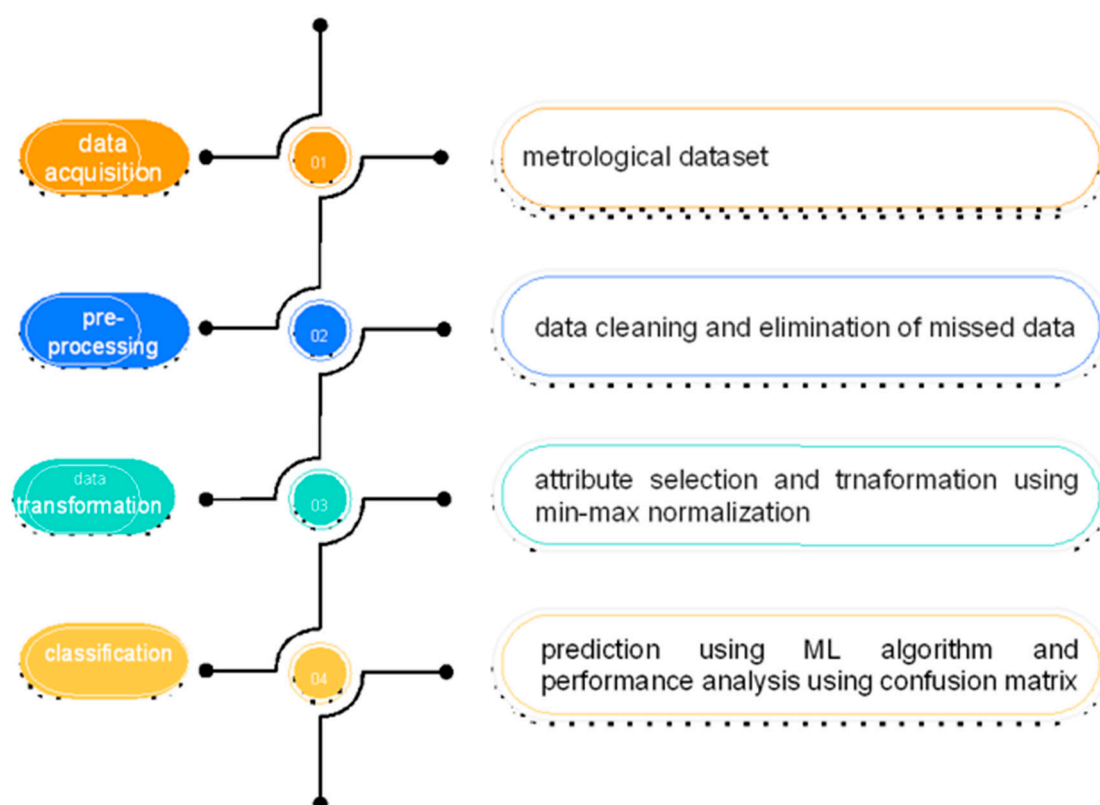 data
acquisition
01
metrological dataset
pre-
processing
02
data cleaning and elimination of missed data
data
transformation
03
attribute selection and trnaformation using
min-max normalization
classification
04
prediction using ML algorithm and
performance analysis using confusion matrix